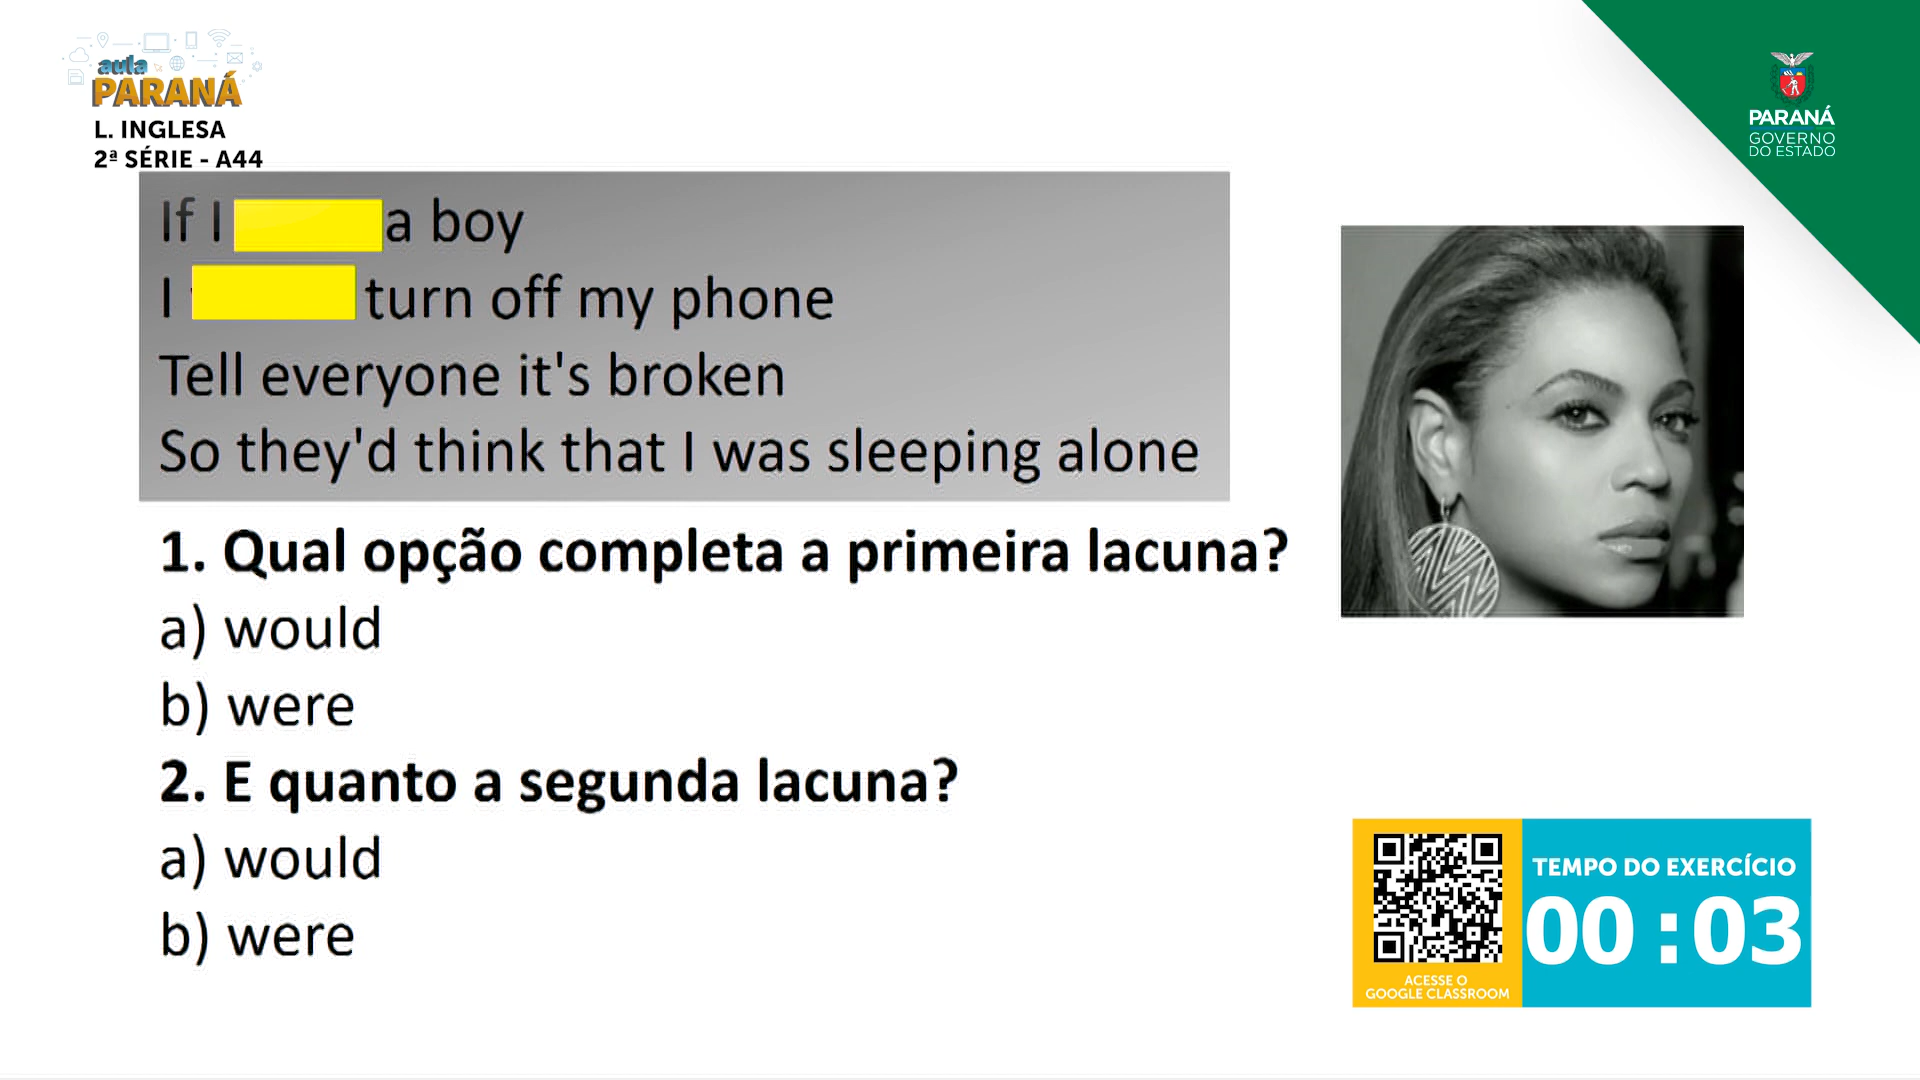 aula
PARANÁ
L. INGLESA
2ª SÉRIE - A44
PARANÁ
GOVERNO
DO ESTADO
If I a boy
I turn off my phone
Tell everyone it's broken
So they'd think that I was sleeping alone
1. Qual opção completa a primeira lacuna?
a) would
b) were
2. E quanto a segunda lacuna?
a) would
b) were
TEMPO DO EXERCÍCIO
00 : 03
ACESSE O
GOOGLE CLASSROOM